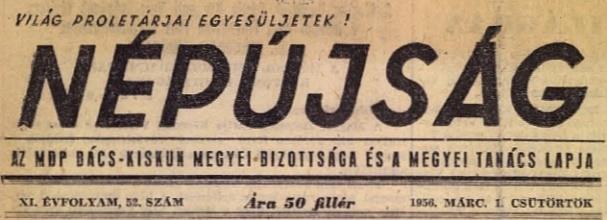 VILÁG PROLETÁRJAI EGYESÜLJETEK !
NÉPÚJSÁG
AZ MDP BÁCS-KISKUN MEGYEI BIZOTTSÁGA ÉS A MEGYEI TANÁCS LAPJA
XI. ÉVFOLYAM, 52. SZÁM Ára 50 fillér 1956. MÁRC. 1. CSÜTÖRTÖK